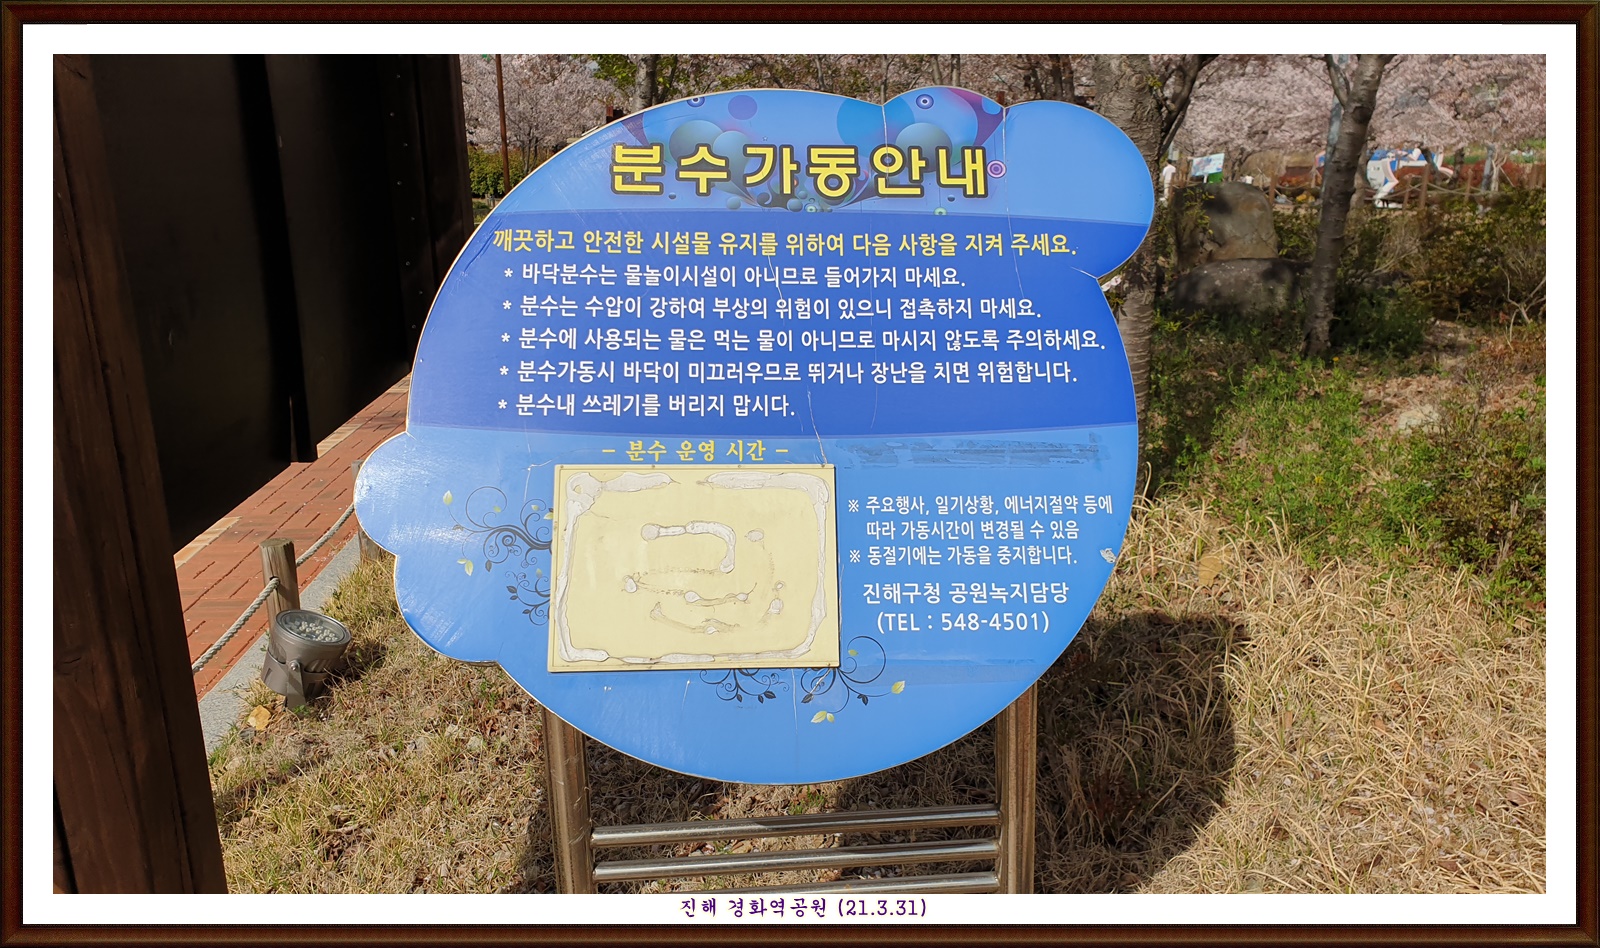 분수가동안내
깨끗하고 안전한 시설물 유지를 위하여 다음 사항을 지켜 주세요.
* 바닥분수는 물놀이시설이 아니므로 들어가지 마세요.
* 분수는 수압이 강하여 부상의 위험이 있으니 접촉하지 마세요.
* 분수에 사용되는 물은 먹는 물이 아니므로 마시지 않도록 주의하세요.
* 분수가동시 바닥이 미끄러우므로 뛰거나 장난을 치면 위험합니다.
* 분수내 쓰레기를 버리지 맙시다.
- 분수 운영 시간 -
※ 주요행사, 일기상황, 에너지절약 등에
따라 가동시간이 변경될 수 있음
※ 동절기에는 가동을 중지합니다.
진해구청 공원녹지담당
(TEL : 548-4501)
진해 경화역공원 (21.3.31)